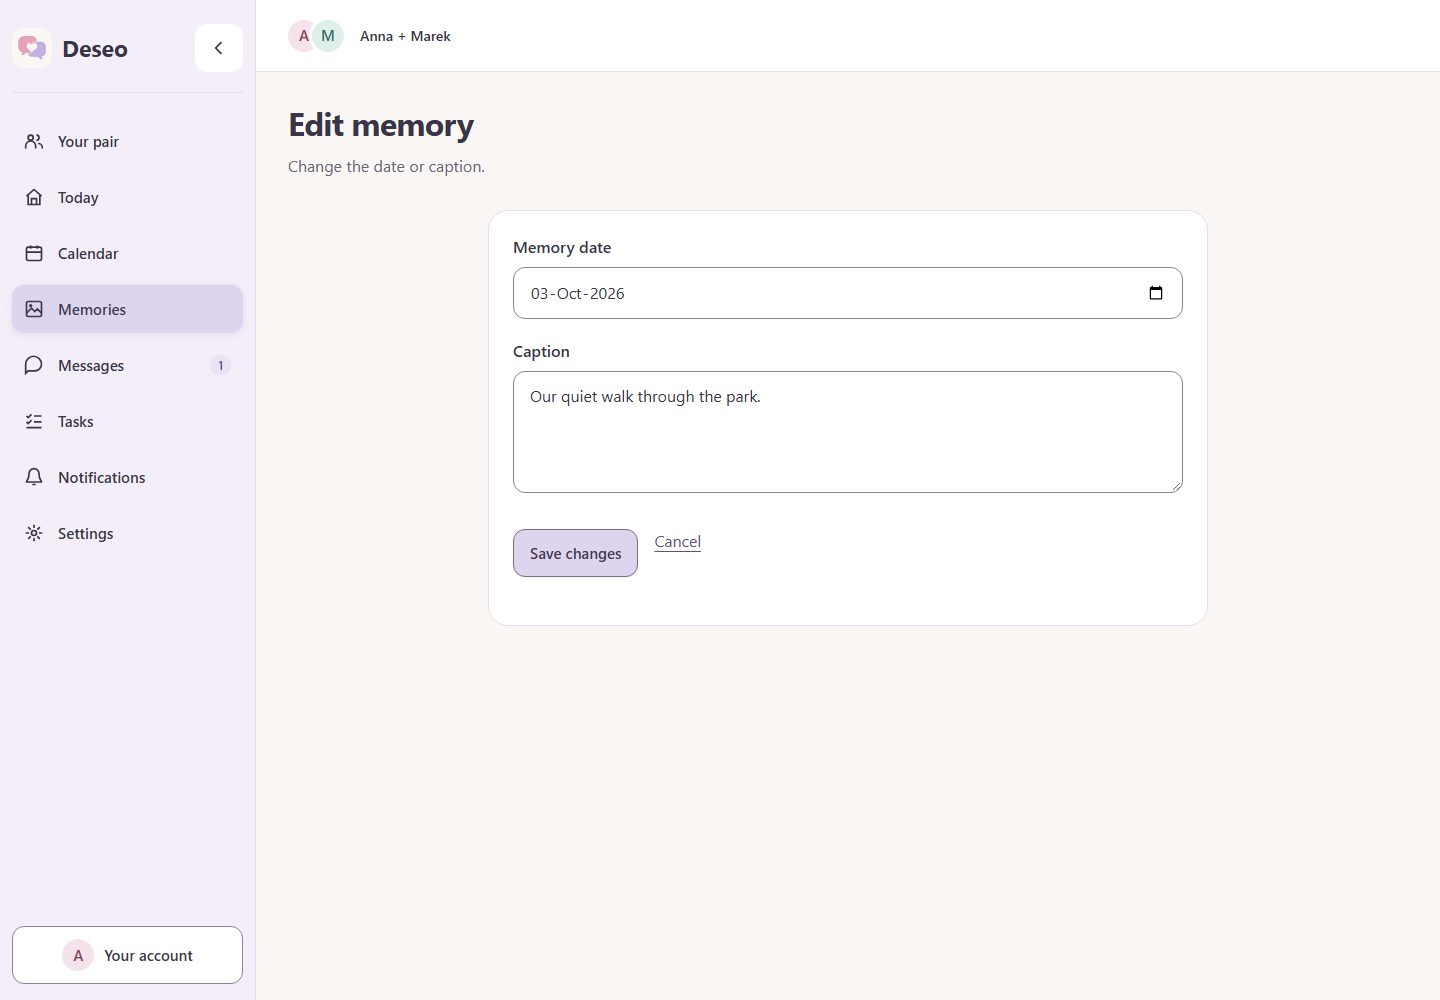 Deseo
A M Anna + Marek
Your pair
Today
Calendar
Memories
Messages 1
Tasks
Notifications
Settings
A Your account
Edit memory
Change the date or caption.
Memory date
03-Oct-2026
Caption
Our quiet walk through the park.
Save changes Cancel